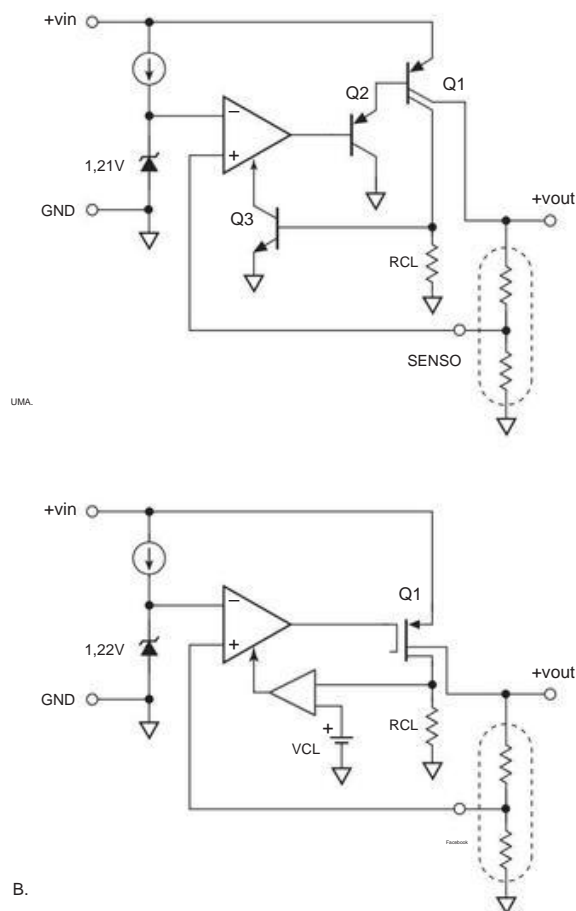 +vin
Q1
Q2
−
1,21V
+
GND
Q3
+vout
RCL
SENSO
UMA.
+vin
Q1
−
1,22V
+
+vout
GND
RCL
+
VCL
Facebook
B.